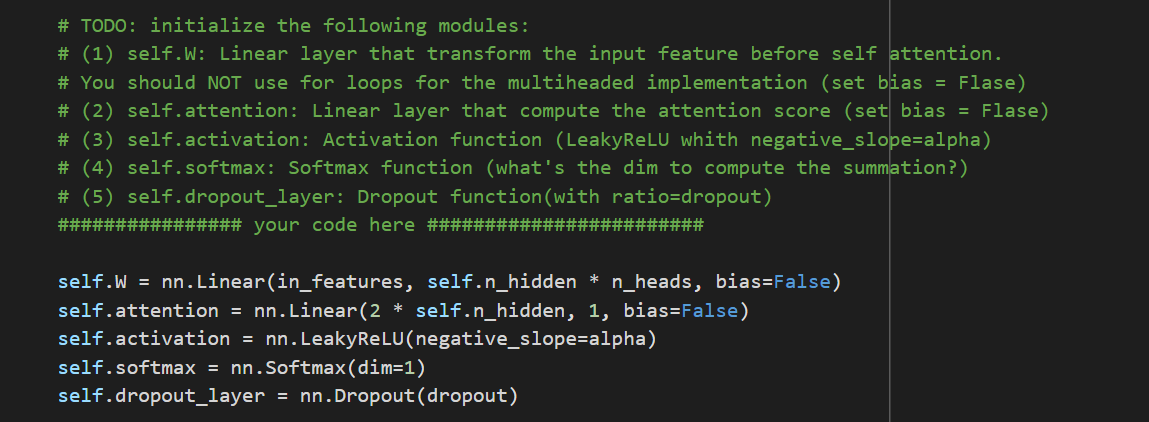 # TODO: initialize the following modules:
# (1) self.W: Linear layer that transform the input feature before self attention.
# You should NOT use for loops for the multiheaded implementation (set bias = Flase)
# (2) self.attention: Linear layer that compute the attention score (set bias = Flase)
# (3) self.activation: Activation function (LeakyReLU whith negative_slope=alpha)
# (4) self.softmax: Softmax function (what's the dim to compute the summation?)
# (5) self.dropout_layer: Dropout function(with ratio=dropout)
################ your code here ########################
self.W = nn.Linear(in_features, self.n_hidden * n_heads, bias=False)
self.attention = nn.Linear(2 * self.n_hidden, 1, bias=False)
self.activation = nn.LeakyReLU(negative_slope=alpha)
self.softmax = nn.Softmax(dim=1)
self.dropout_layer = nn.Dropout(dropout)